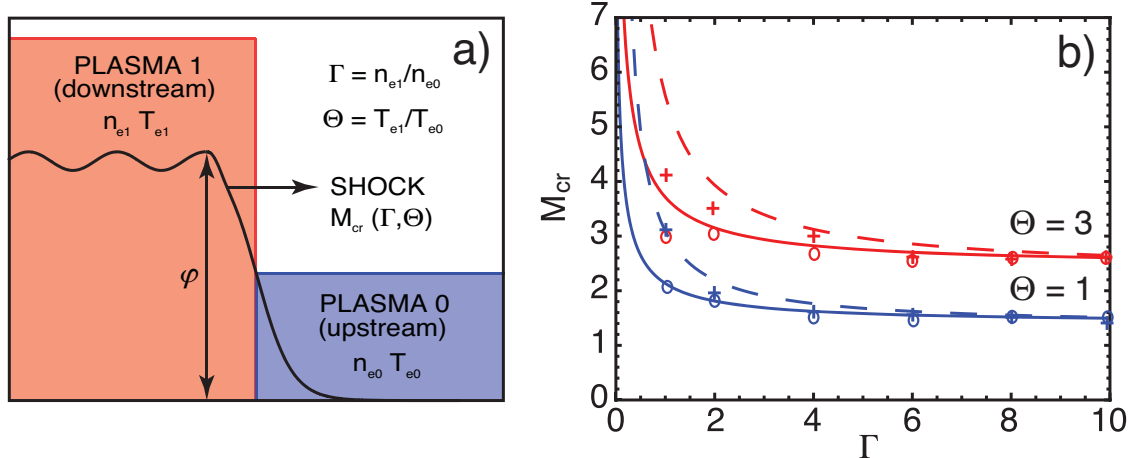 a)
PLASMA 1
(downstream)
n_e1 T_e1
Γ = n_e1/n_e0
Θ = T_e1/T_e0
SHOCK
M_cr (Γ,Θ)
φ
PLASMA 0
(upstream)
n_e0 T_e0
b)
7
6
5
4
3
2
1
0
M_cr
Θ = 3
Θ = 1
0 2 4 6 8 10
Γ